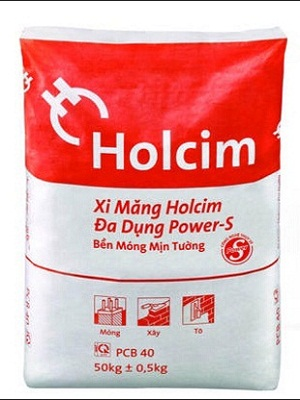 Holcim
Xi Măng Holcim
Đa Dụng Power-S
Bền Móng Mịn Tường
S
Móng
Xây
Tô
PCB 40
50kg ± 0,5kg